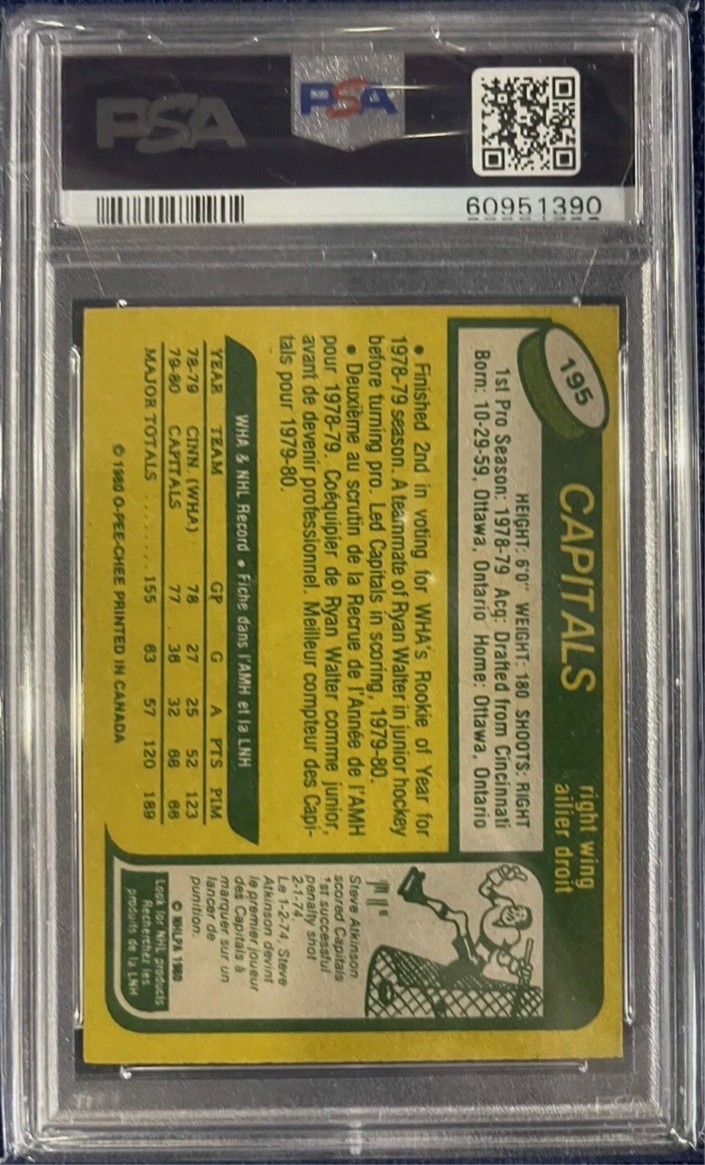 PSA
PSA
60951390
195
CAPITALS
right wing
ailier droit
HEIGHT: 6'0" WEIGHT: 180 SHOOTS: RIGHT
1st Pro Season: 1978-79 Acq: Drafted from Cincinnati
Born: 10-29-59, Ottawa, Ontario Home: Ottawa, Ontario
• Finished 2nd in voting for WHA's Rookie of Year for
1978-79 season. A teammate of Ryan Walter in junior hockey
before turning pro. Led Capitals in scoring, 1979-80.
• Deuxième au scrutin de la Recrue de l'Année de l'AMH
pour 1978-79. Coéquipier de Ryan Walter comme junior,
avant de devenir professionnel. Meilleur compteur des Capi-
tals pour 1979-80.
WHA & NHL Record • Fiche dans l'AMH et la LNH
YEAR TEAM GP G A PTS PIM
78-79 CINN. (WHA) 78 27 25 52 123
79-80 CAPITALS 77 36 32 68 66
MAJOR TOTALS ........ 155 63 57 120 189
© 1980 O-PEE-CHEE PRINTED IN CANADA
Steve Atkinson
scored Capitals
1st successful
penalty shot
2-1-74.
Le 1-2-74, Steve
Atkinson devint
le premier joueur
des Capitals à
marquer sur un
lancer de
punition.
© NHLPA 1980
Look for NHL products
Recherchez les
produits de la LNH